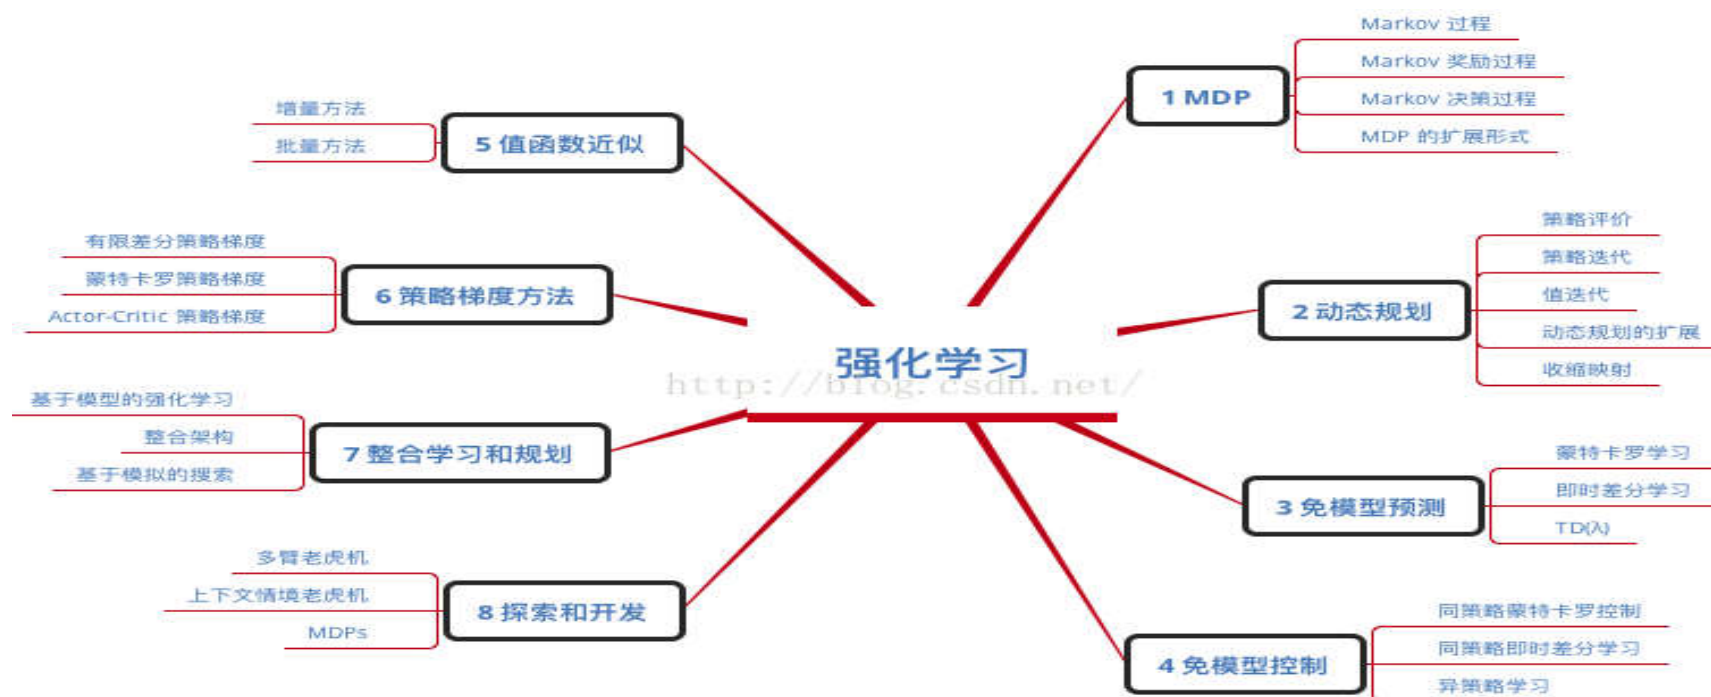 强化学习
http://blog.csdn.net/
1 MDP
Markov 过程
Markov 奖励过程
Markov 决策过程
MDP 的扩展形式
2 动态规划
策略评价
策略迭代
值迭代
动态规划的扩展
收缩映射
3 免模型预测
蒙特卡罗学习
即时差分学习
TD(λ)
4 免模型控制
同策略蒙特卡罗控制
同策略即时差分学习
异策略学习
5 值函数近似
增量方法
批量方法
6 策略梯度方法
有限差分策略梯度
蒙特卡罗策略梯度
Actor-Critic 策略梯度
7 整合学习和规划
基于模型的强化学习
整合架构
基于模拟的搜索
8 探索和开发
多臂老虎机
上下文情境老虎机
MDPs